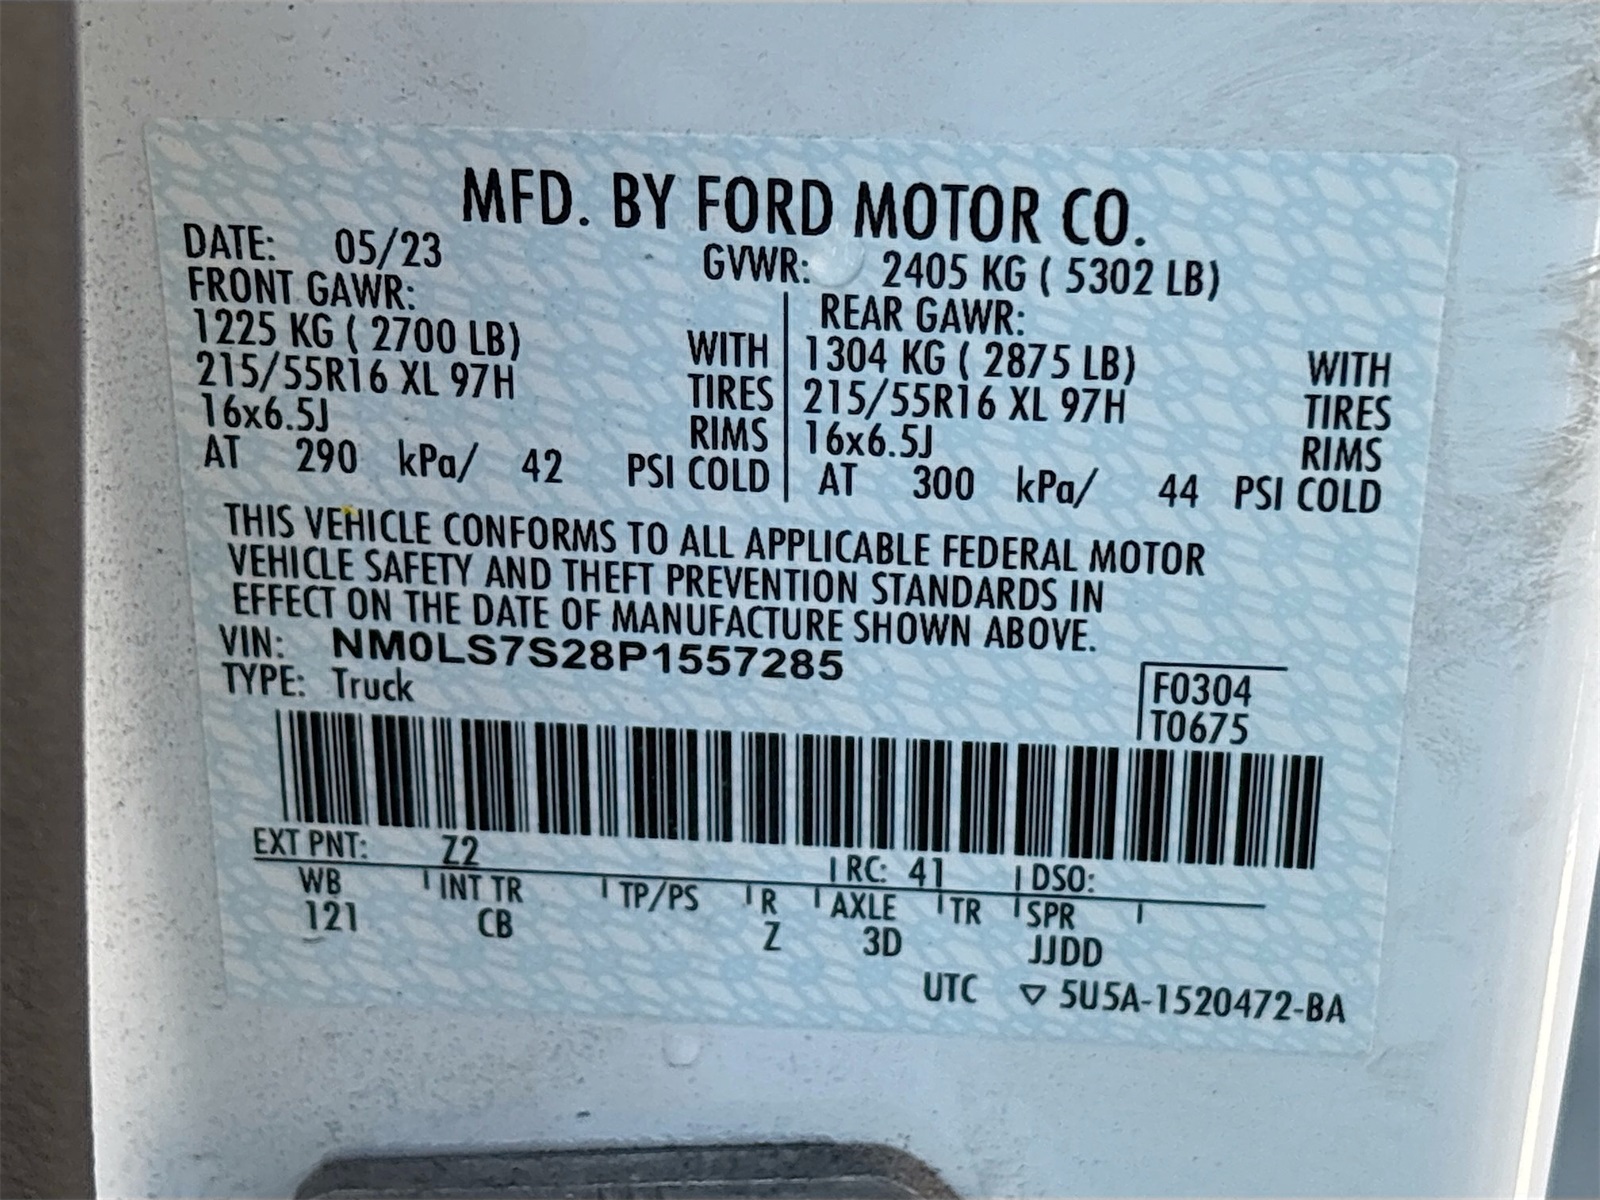 MFD. BY FORD MOTOR CO.
DATE: 05/23 GVWR: 2405 KG ( 5302 LB)
FRONT GAWR: REAR GAWR:
1225 KG ( 2700 LB) WITH 1304 KG ( 2875 LB) WITH
215/55R16 XL 97H TIRES 215/55R16 XL 97H TIRES
16x6.5J RIMS 16x6.5J RIMS
AT 290 kPa/ 42 PSI COLD AT 300 kPa/ 44 PSI COLD
THIS VEHICLE CONFORMS TO ALL APPLICABLE FEDERAL MOTOR
VEHICLE SAFETY AND THEFT PREVENTION STANDARDS IN
EFFECT ON THE DATE OF MANUFACTURE SHOWN ABOVE.
VIN: NM0LS7S28P1557285
TYPE: Truck
F0304
T0675
EXT PNT: Z2 RC: 41 DSO:
WB INT TR TP/PS R AXLE TR SPR
121 CB Z 3D JJDD
UTC ▽ 5U5A-1520472-BA